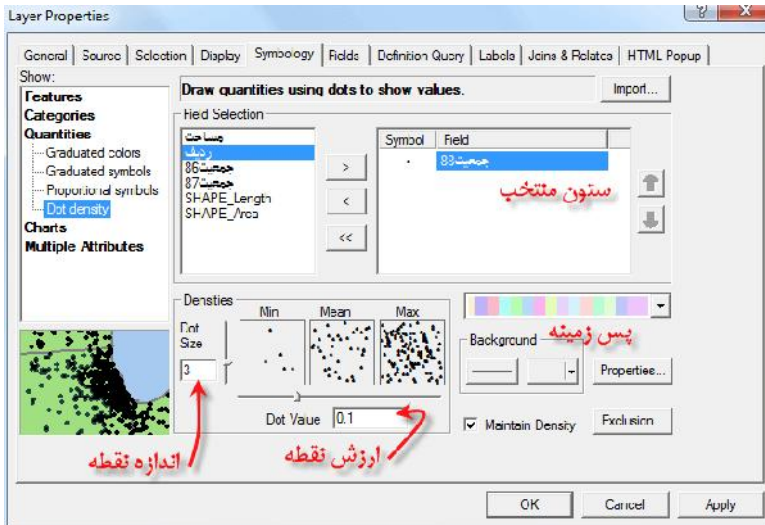 Layer Properties
General Source Selection Display Symbology Fields Definition Query Labels Joins & Relates HTML Popup
Show:
Features
Categories
Quantities
Graduated colors
Graduated symbols
Proportional symbols
Dot density
Charts
Multiple Attributes
Draw quantities using dots to show values.
Import...
Field Selection
مساحت
ردیف
جمعیت86
جمعیت87
SHAPE_Length
SHAPE_Area
>
<
<<
Symbol Field
جمعیت88
ستون منتخب
Densties
Min Mean Max
Dot Size
3
Dot Value 0.1
اندازه نقطه
ارزش نقطه
پس زمینه
Background
Properties...
Maintain Density
Exclusion...
OK Cancel Apply